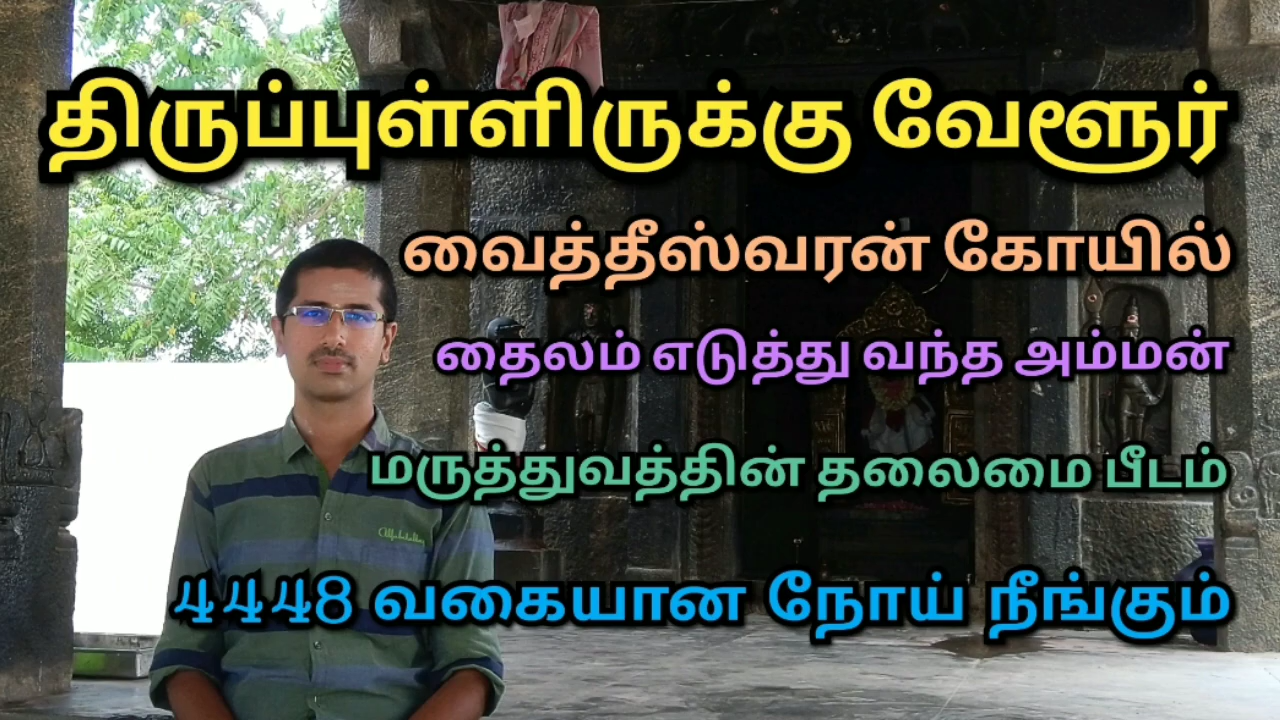 திருப்புள்ளிருக்கு வேளூர்
வைத்தீஸ்வரன் கோயில்
தைலம் எடுத்து வந்த அம்மன்
மருத்துவத்தின் தலைமை பீடம்
4448 வகையான நோய் நீங்கும்